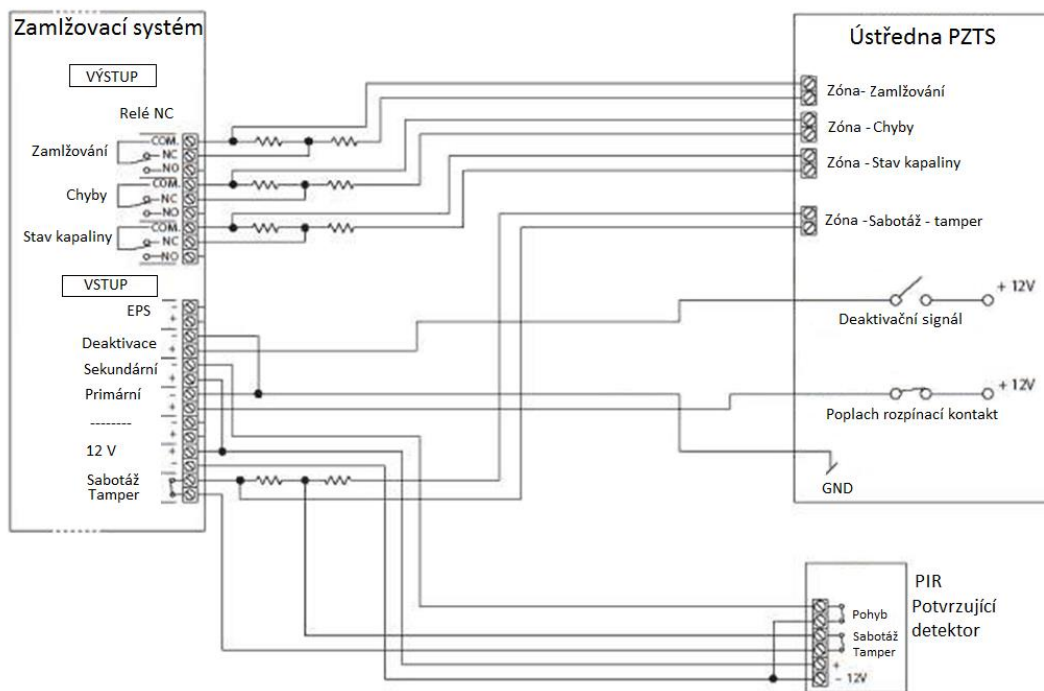 Zamlžovací systém
VÝSTUP
Relé NC
COM.
Zamlžování
NC
NO
COM.
Chyby
NC
NO
COM.
Stav kapaliny
NC
NO
VSTUP
EPS
-
+
Deaktivace
-
+
Sekundární
-
+
Primární
-
+
--------
-
+
12 V
+
-
Sabotáž
Tamper
Ústředna PZTS
Zóna- Zamlžování
Zóna - Chyby
Zóna - Stav kapaliny
Zóna - Sabotáž - tamper
+ 12V
Deaktivační signál
+ 12V
Poplach rozpínací kontakt
GND
PIR
Potvrzující
detektor
Pohyb
Sabotáž
Tamper
+
- 12V